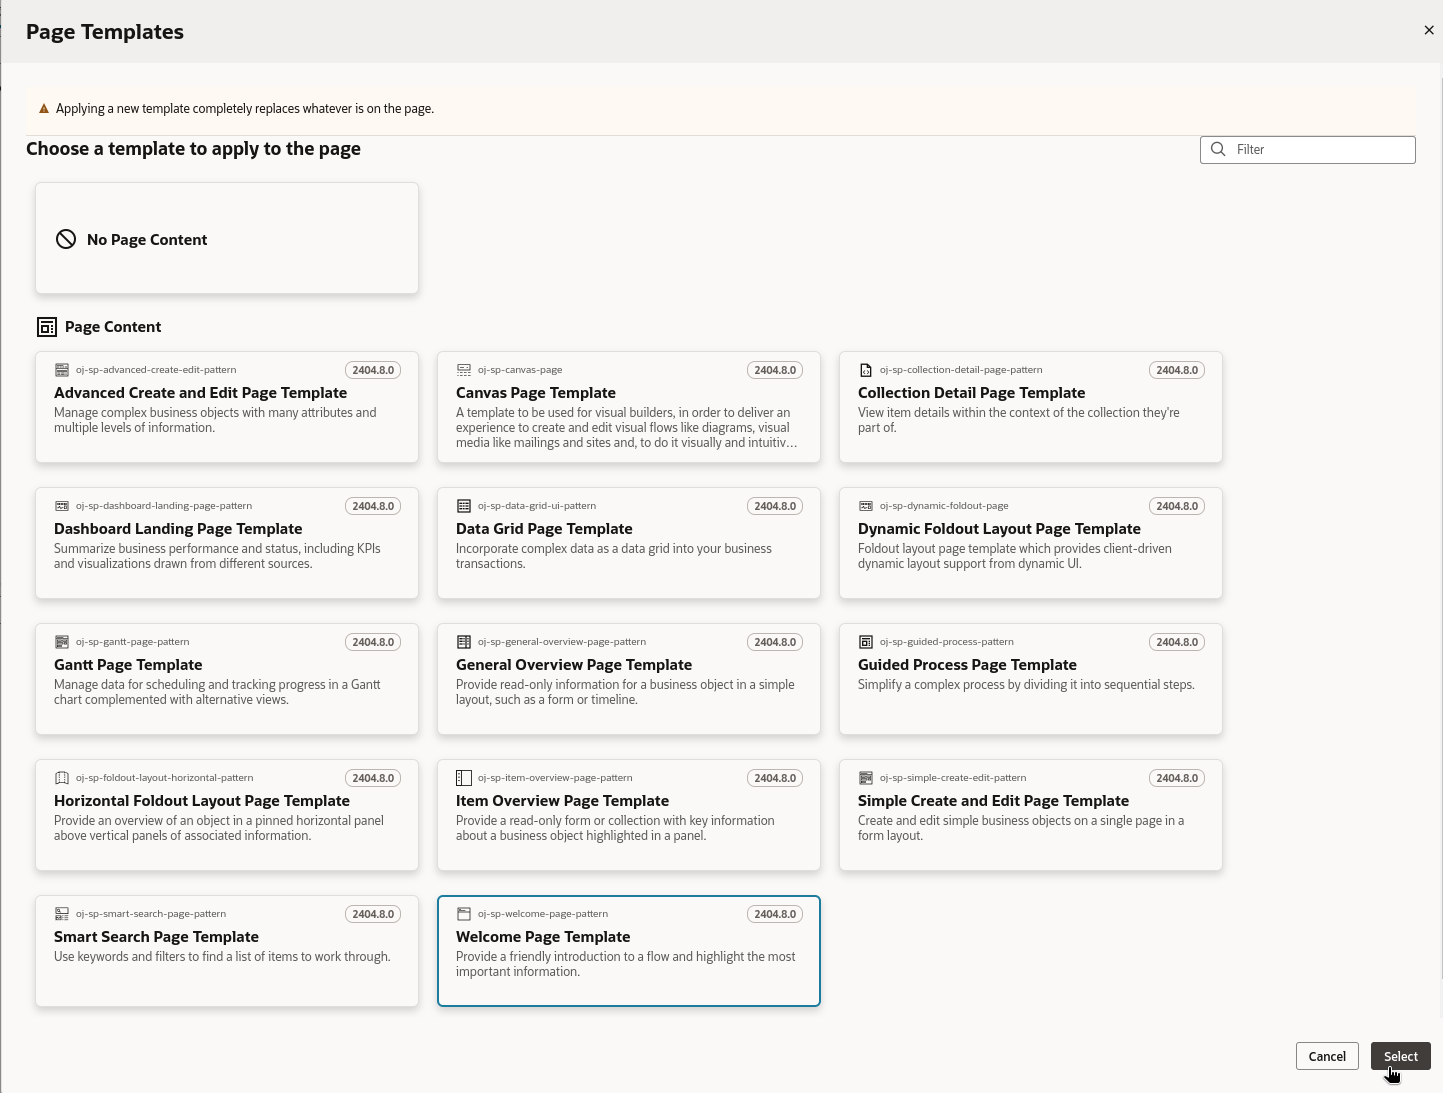 Page Templates
Applying a new template completely replaces whatever is on the page.
Choose a template to apply to the page
Filter
No Page Content
Page Content
oj-sp-advanced-create-edit-pattern
2404.8.0
Advanced Create and Edit Page Template
Manage complex business objects with many attributes and
multiple levels of information.
oj-sp-canvas-page
2404.8.0
Canvas Page Template
A template to be used for visual builders, in order to deliver an
experience to create and edit visual flows like diagrams, visual
media like mailings and sites and, to do it visually and intuitiv...
oj-sp-collection-detail-page-pattern
2404.8.0
Collection Detail Page Template
View item details within the context of the collection they're
part of.
oj-sp-dashboard-landing-page-pattern
2404.8.0
Dashboard Landing Page Template
Summarize business performance and status, including KPIs
and visualizations drawn from different sources.
oj-sp-data-grid-ui-pattern
2404.8.0
Data Grid Page Template
Incorporate complex data as a data grid into your business
transactions.
oj-sp-dynamic-foldout-page
2404.8.0
Dynamic Foldout Layout Page Template
Foldout layout page template which provides client-driven
dynamic layout support from dynamic UI.
oj-sp-gantt-page-pattern
2404.8.0
Gantt Page Template
Manage data for scheduling and tracking progress in a Gantt
chart complemented with alternative views.
oj-sp-general-overview-page-pattern
2404.8.0
General Overview Page Template
Provide read-only information for a business object in a simple
layout, such as a form or timeline.
oj-sp-guided-process-pattern
2404.8.0
Guided Process Page Template
Simplify a complex process by dividing it into sequential steps.
oj-sp-foldout-layout-horizontal-pattern
2404.8.0
Horizontal Foldout Layout Page Template
Provide an overview of an object in a pinned horizontal panel
above vertical panels of associated information.
oj-sp-item-overview-page-pattern
2404.8.0
Item Overview Page Template
Provide a read-only form or collection with key information
about a business object highlighted in a panel.
oj-sp-simple-create-edit-pattern
2404.8.0
Simple Create and Edit Page Template
Create and edit simple business objects on a single page in a
form layout.
oj-sp-smart-search-page-pattern
2404.8.0
Smart Search Page Template
Use keywords and filters to find a list of items to work through.
oj-sp-welcome-page-pattern
2404.8.0
Welcome Page Template
Provide a friendly introduction to a flow and highlight the most
important information.
Cancel
Select